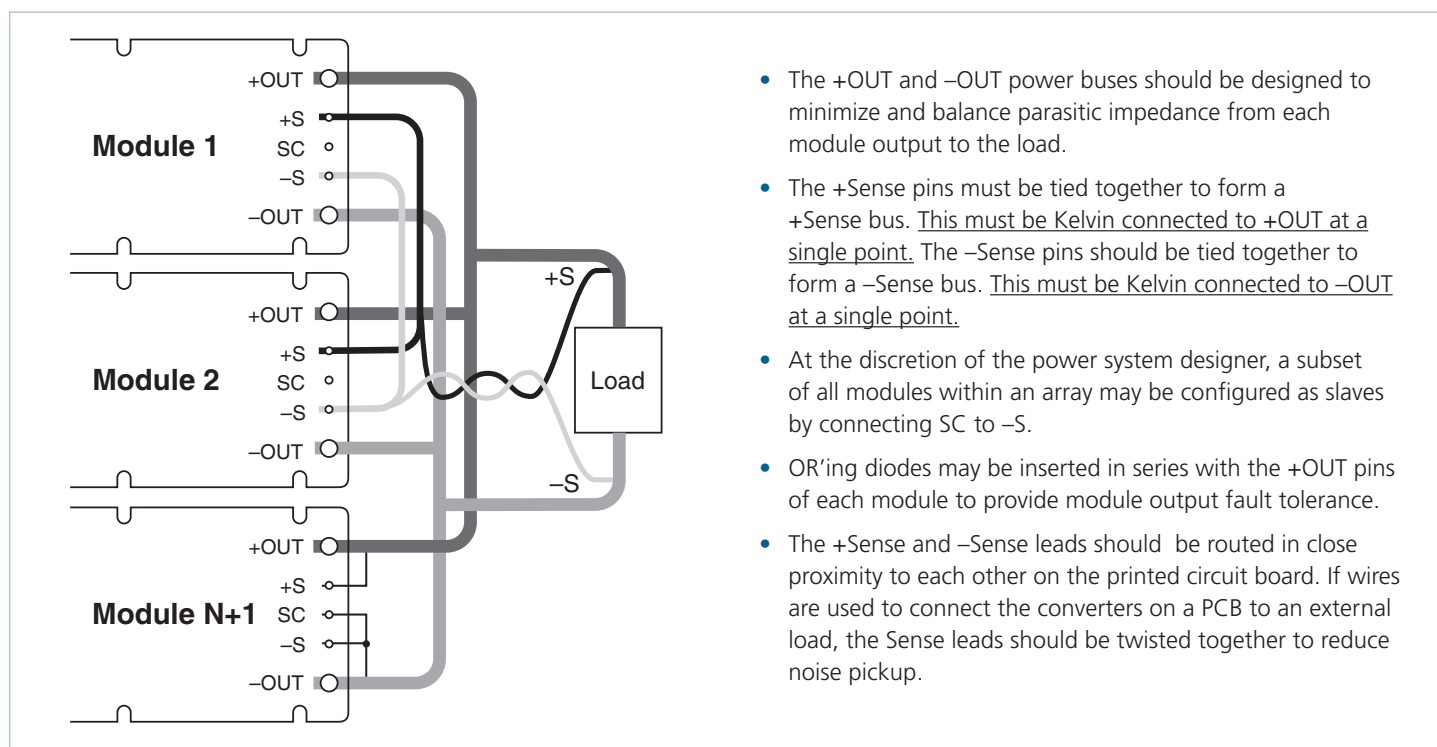 +OUT
+S
Module 1
SC
–S
–OUT
+OUT
+S
Module 2
SC
–S
–OUT
+OUT
+S
Module N+1
SC
–S
–OUT
+S
Load
–S
• The +OUT and –OUT power buses should be designed to
minimize and balance parasitic impedance from each
module output to the load.
• The +Sense pins must be tied together to form a
+Sense bus. This must be Kelvin connected to +OUT at a
single point. The –Sense pins should be tied together to
form a –Sense bus. This must be Kelvin connected to –OUT
at a single point.
• At the discretion of the power system designer, a subset
of all modules within an array may be configured as slaves
by connecting SC to –S.
• OR'ing diodes may be inserted in series with the +OUT pins
of each module to provide module output fault tolerance.
• The +Sense and –Sense leads should be routed in close
proximity to each other on the printed circuit board. If wires
are used to connect the converters on a PCB to an external
load, the Sense leads should be twisted together to reduce
noise pickup.